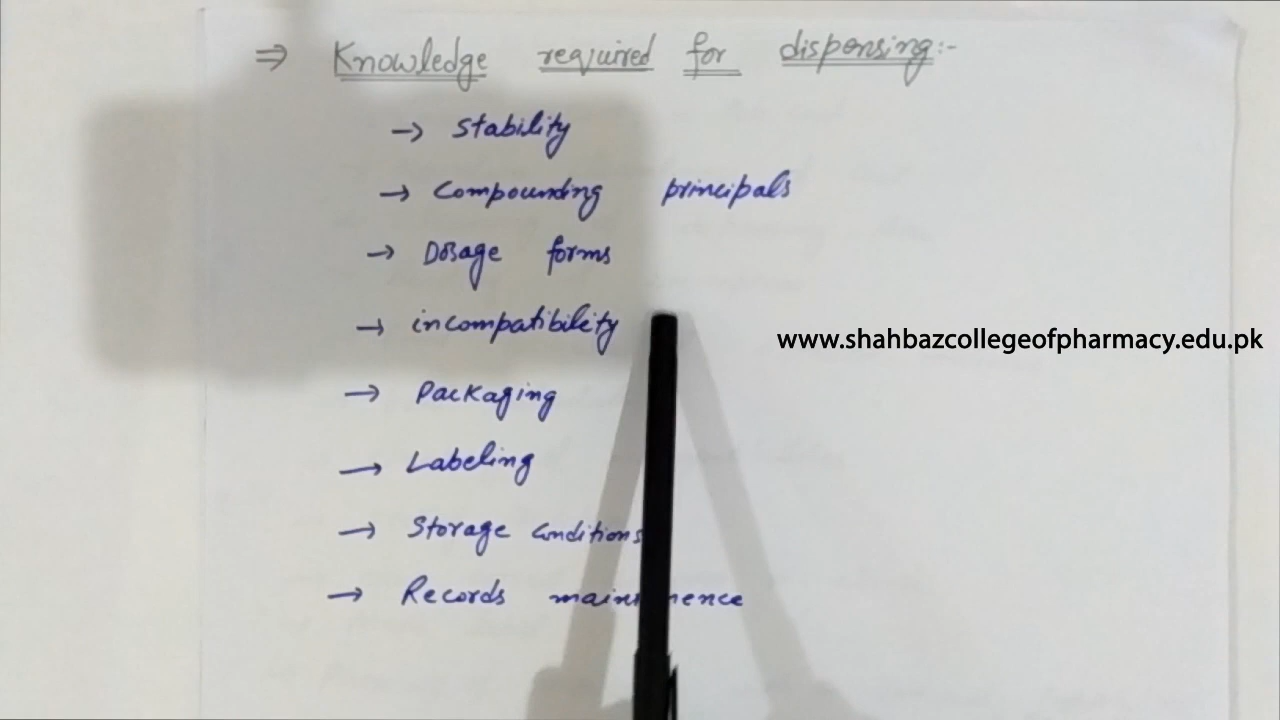 ⇒ Knowledge required for dispensing:-
→ Stability
→ Compounding principals
→ Dosage forms
→ incompatibility
www.shahbazcollegeofpharmacy.edu.pk
→ Packaging
→ Labeling
→ Storage Conditions
→ Records